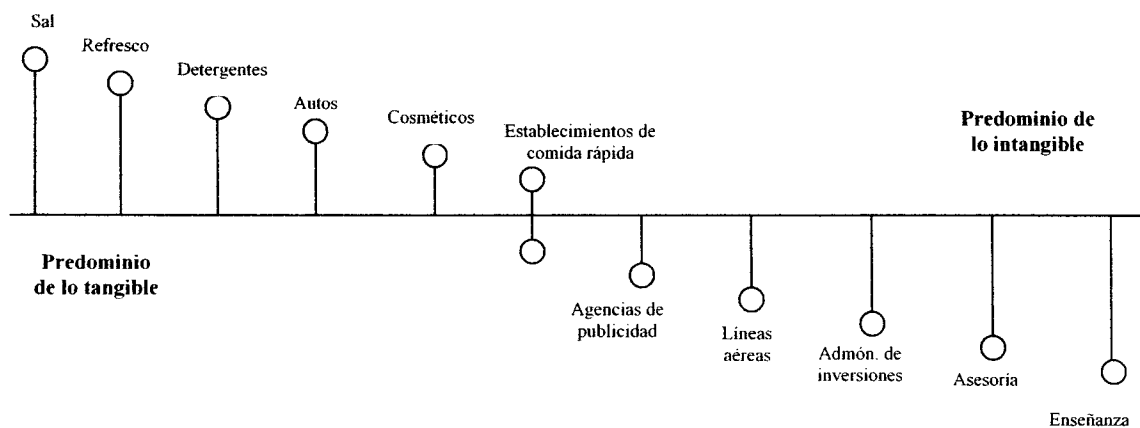 Sal
Refresco
Detergentes
Autos
Cosméticos
Establecimientos de
comida rápida
Predominio de
lo intangible
Predominio
de lo tangible
Agencias de
publicidad
Líneas
aéreas
Admón. de
inversiones
Asesoría
Enseñanza